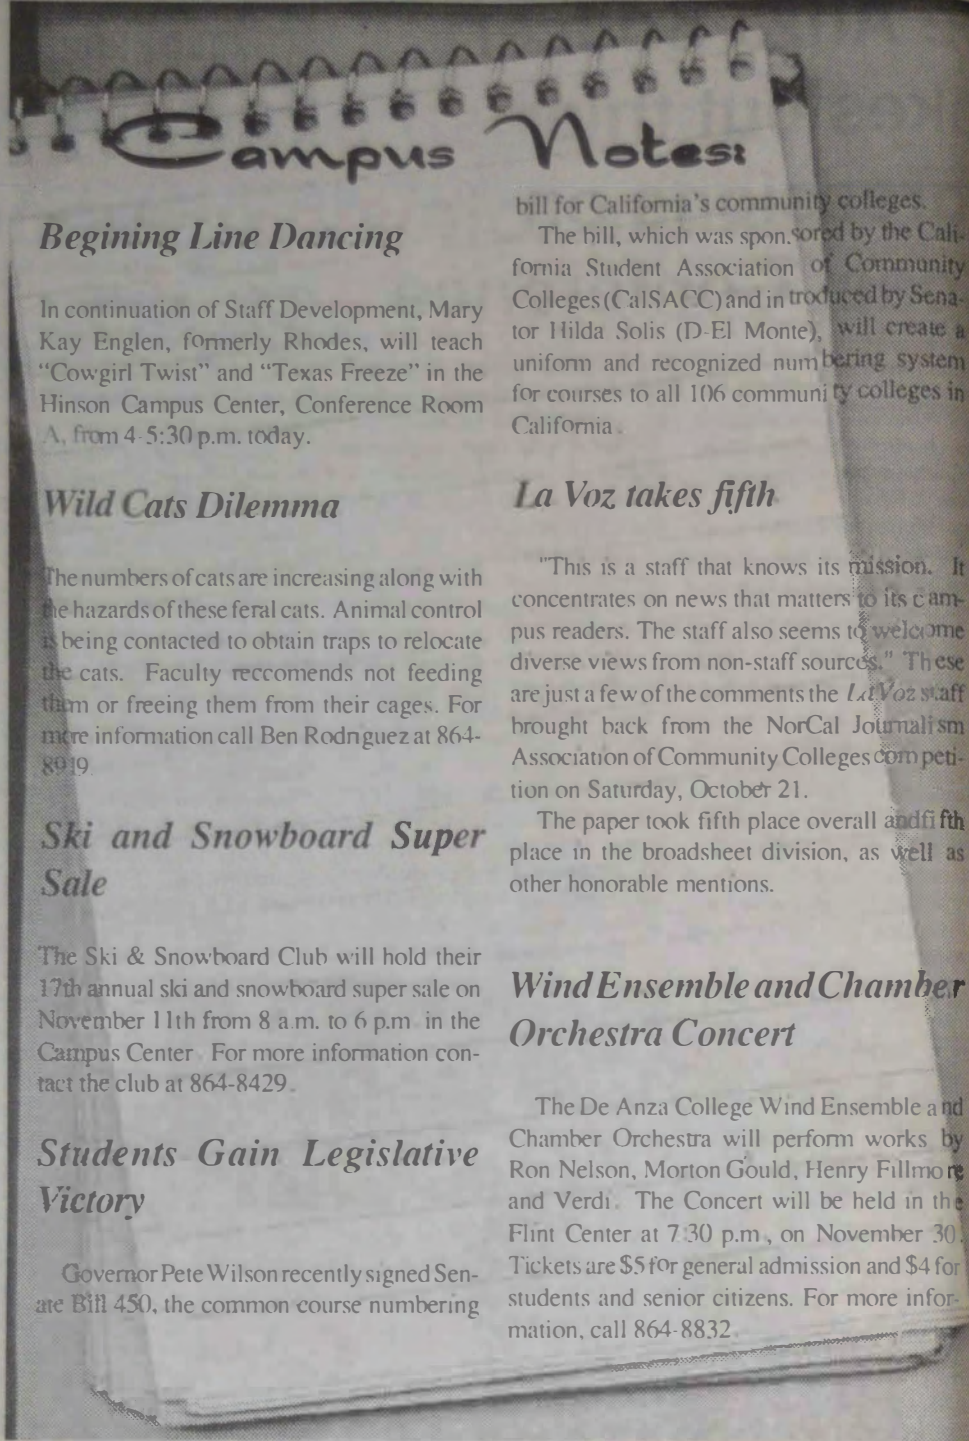 Campus Notes:
Begining Line Dancing
In continuation of Staff Development, Mary
Kay Englen, formerly Rhodes, will teach
"Cowgirl Twist" and "Texas Freeze" in the
Hinson Campus Center, Conference Room
A, from 4-5:30 p.m. today.
Wild Cats Dilemma
The numbers of cats are increasing along with
the hazards of these feral cats. Animal control
is being contacted to obtain traps to relocate
the cats. Faculty reccomends not feeding
them or freeing them from their cages. For
more information call Ben Rodriguez at 864-
8919.
Ski and Snowboard Super
Sale
The Ski & Snowboard Club will hold their
17th annual ski and snowboard super sale on
November 11th from 8 a.m. to 6 p.m. in the
Campus Center. For more information con-
tact the club at 864-8429.
Students Gain Legislative
Victory
Governor Pete Wilson recently signed Sen-
ate Bill 450, the common course numbering
bill for California's community colleges.
The bill, which was sponsored by the Cali-
fornia Student Association of Community
Colleges (CalSACC) and introduced by Sena-
tor Hilda Solis (D-El Monte), will create a
uniform and recognized numbering system
for courses to all 106 community colleges in
California.
La Voz takes fifth
"This is a staff that knows its mission. It
concentrates on news that matters to its cam-
pus readers. The staff also seems to welcome
diverse views from non-staff sources." These
are just a few of the comments the La Voz staff
brought back from the NorCal Journalism
Association of Community Colleges competi-
tion on Saturday, October 21.
The paper took fifth place overall and fifth
place in the broadsheet division, as well as
other honorable mentions.
Wind Ensemble and Chamber
Orchestra Concert
The De Anza College Wind Ensemble and
Chamber Orchestra will perform works by
Ron Nelson, Morton Gould, Henry Fillmore
and Verdi. The Concert will be held in the
Flint Center at 7:30 p.m., on November 30.
Tickets are $5 for general admission and $4 for
students and senior citizens. For more infor-
mation, call 864-8832.